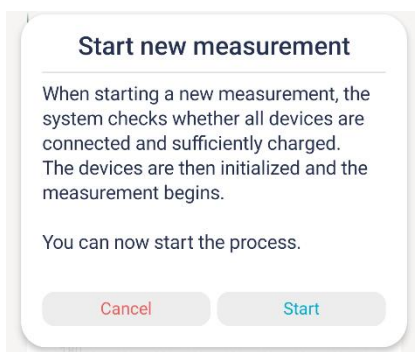 Start new measurement
When starting a new measurement, the
system checks whether all devices are
connected and sufficiently charged.
The devices are then initialized and the
measurement begins.
You can now start the process.
Cancel
Start